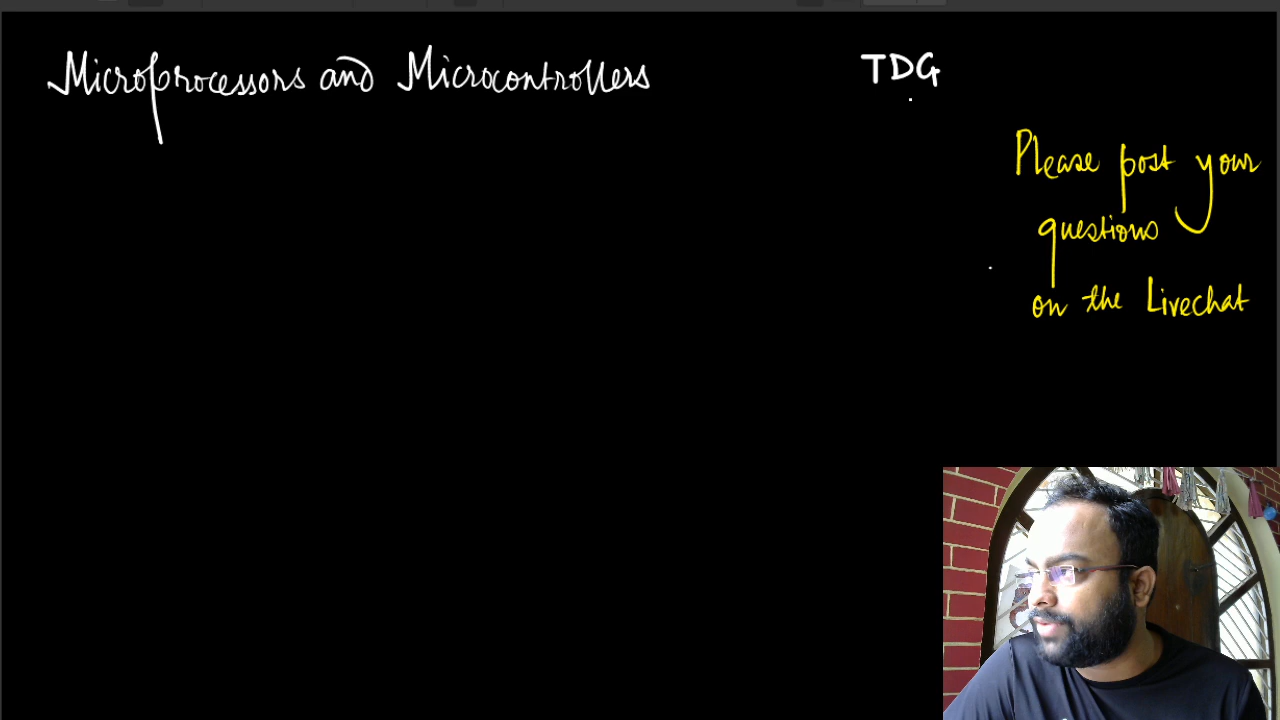 Microprocessors and Microcontrollers
TDG
Please post your
questions
on the Livechat